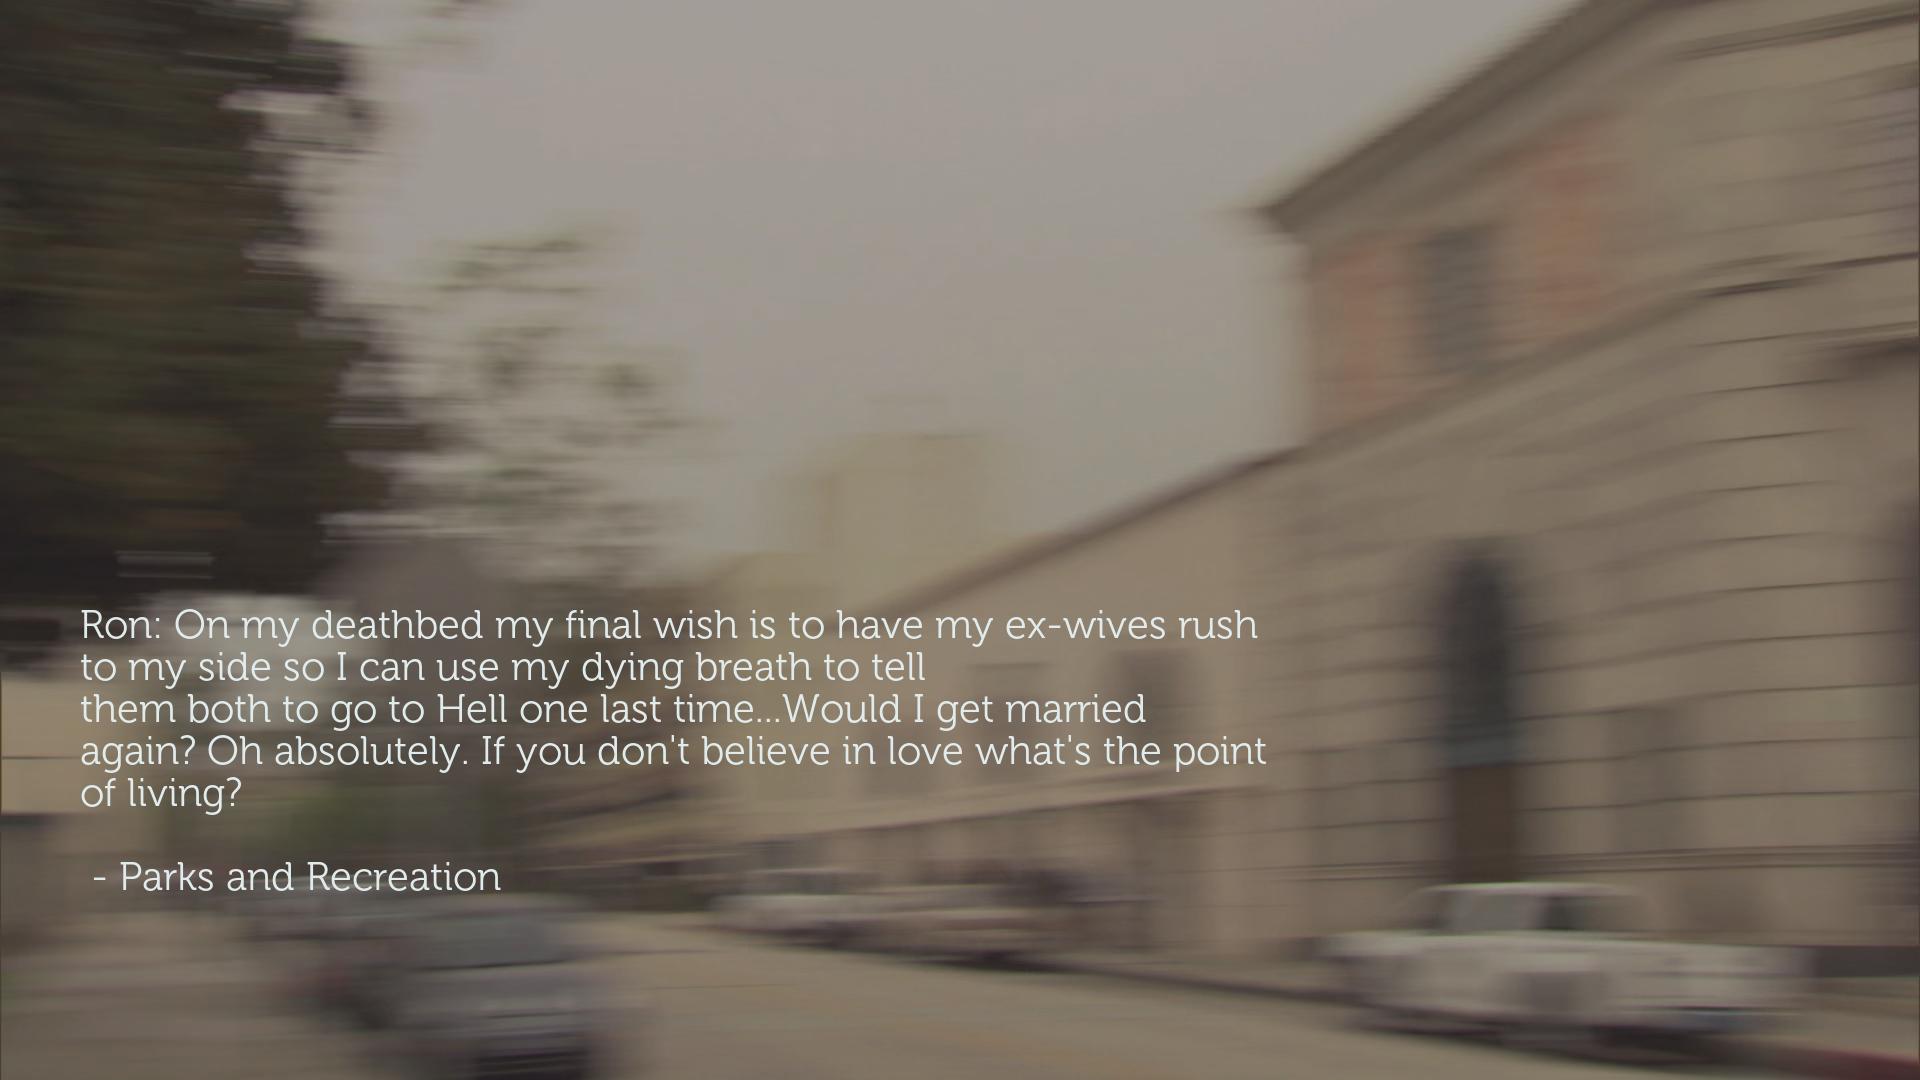 Ron: On my deathbed my final wish is to have my ex-wives rush
to my side so I can use my dying breath to tell
them both to go to Hell one last time...Would I get married
again? Oh absolutely. If you don't believe in love what's the point
of living?
- Parks and Recreation